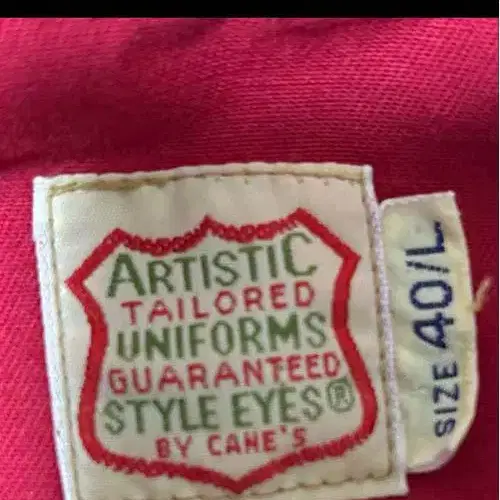 ARTISTIC
TAILORED
UNIFORMS
GUARANTEED
STYLE EYES®
BY CANE'S
SIZE 40/L